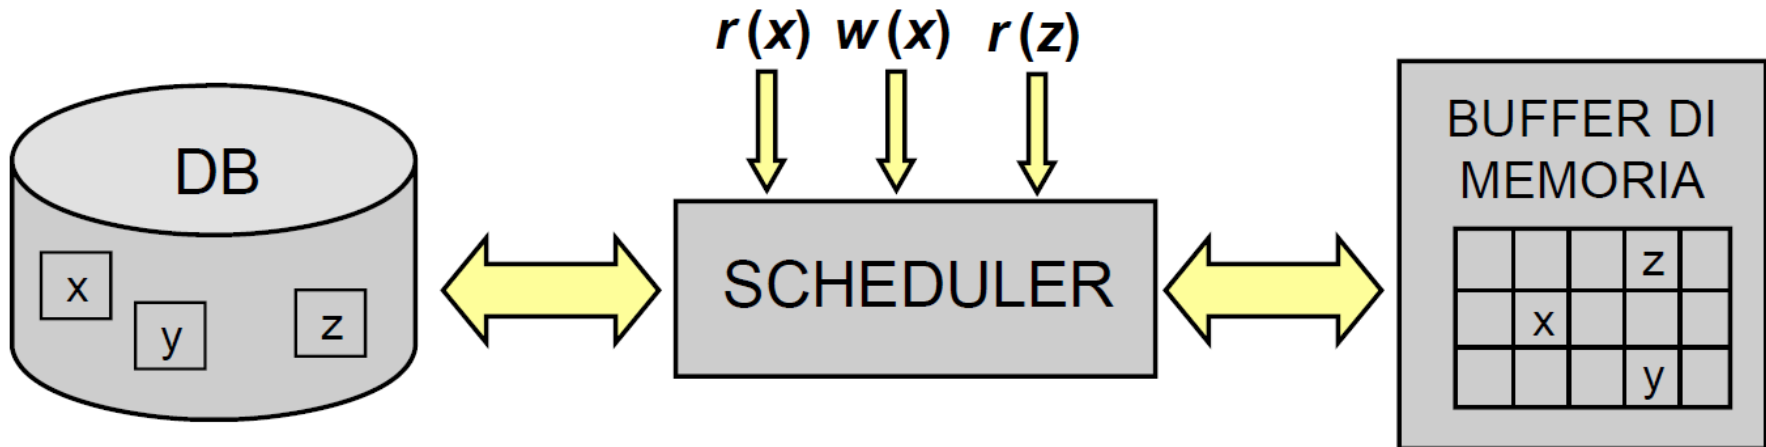 r(x) w(x) r(z)
DB
x
y
z
SCHEDULER
BUFFER DI
MEMORIA
z
x
y